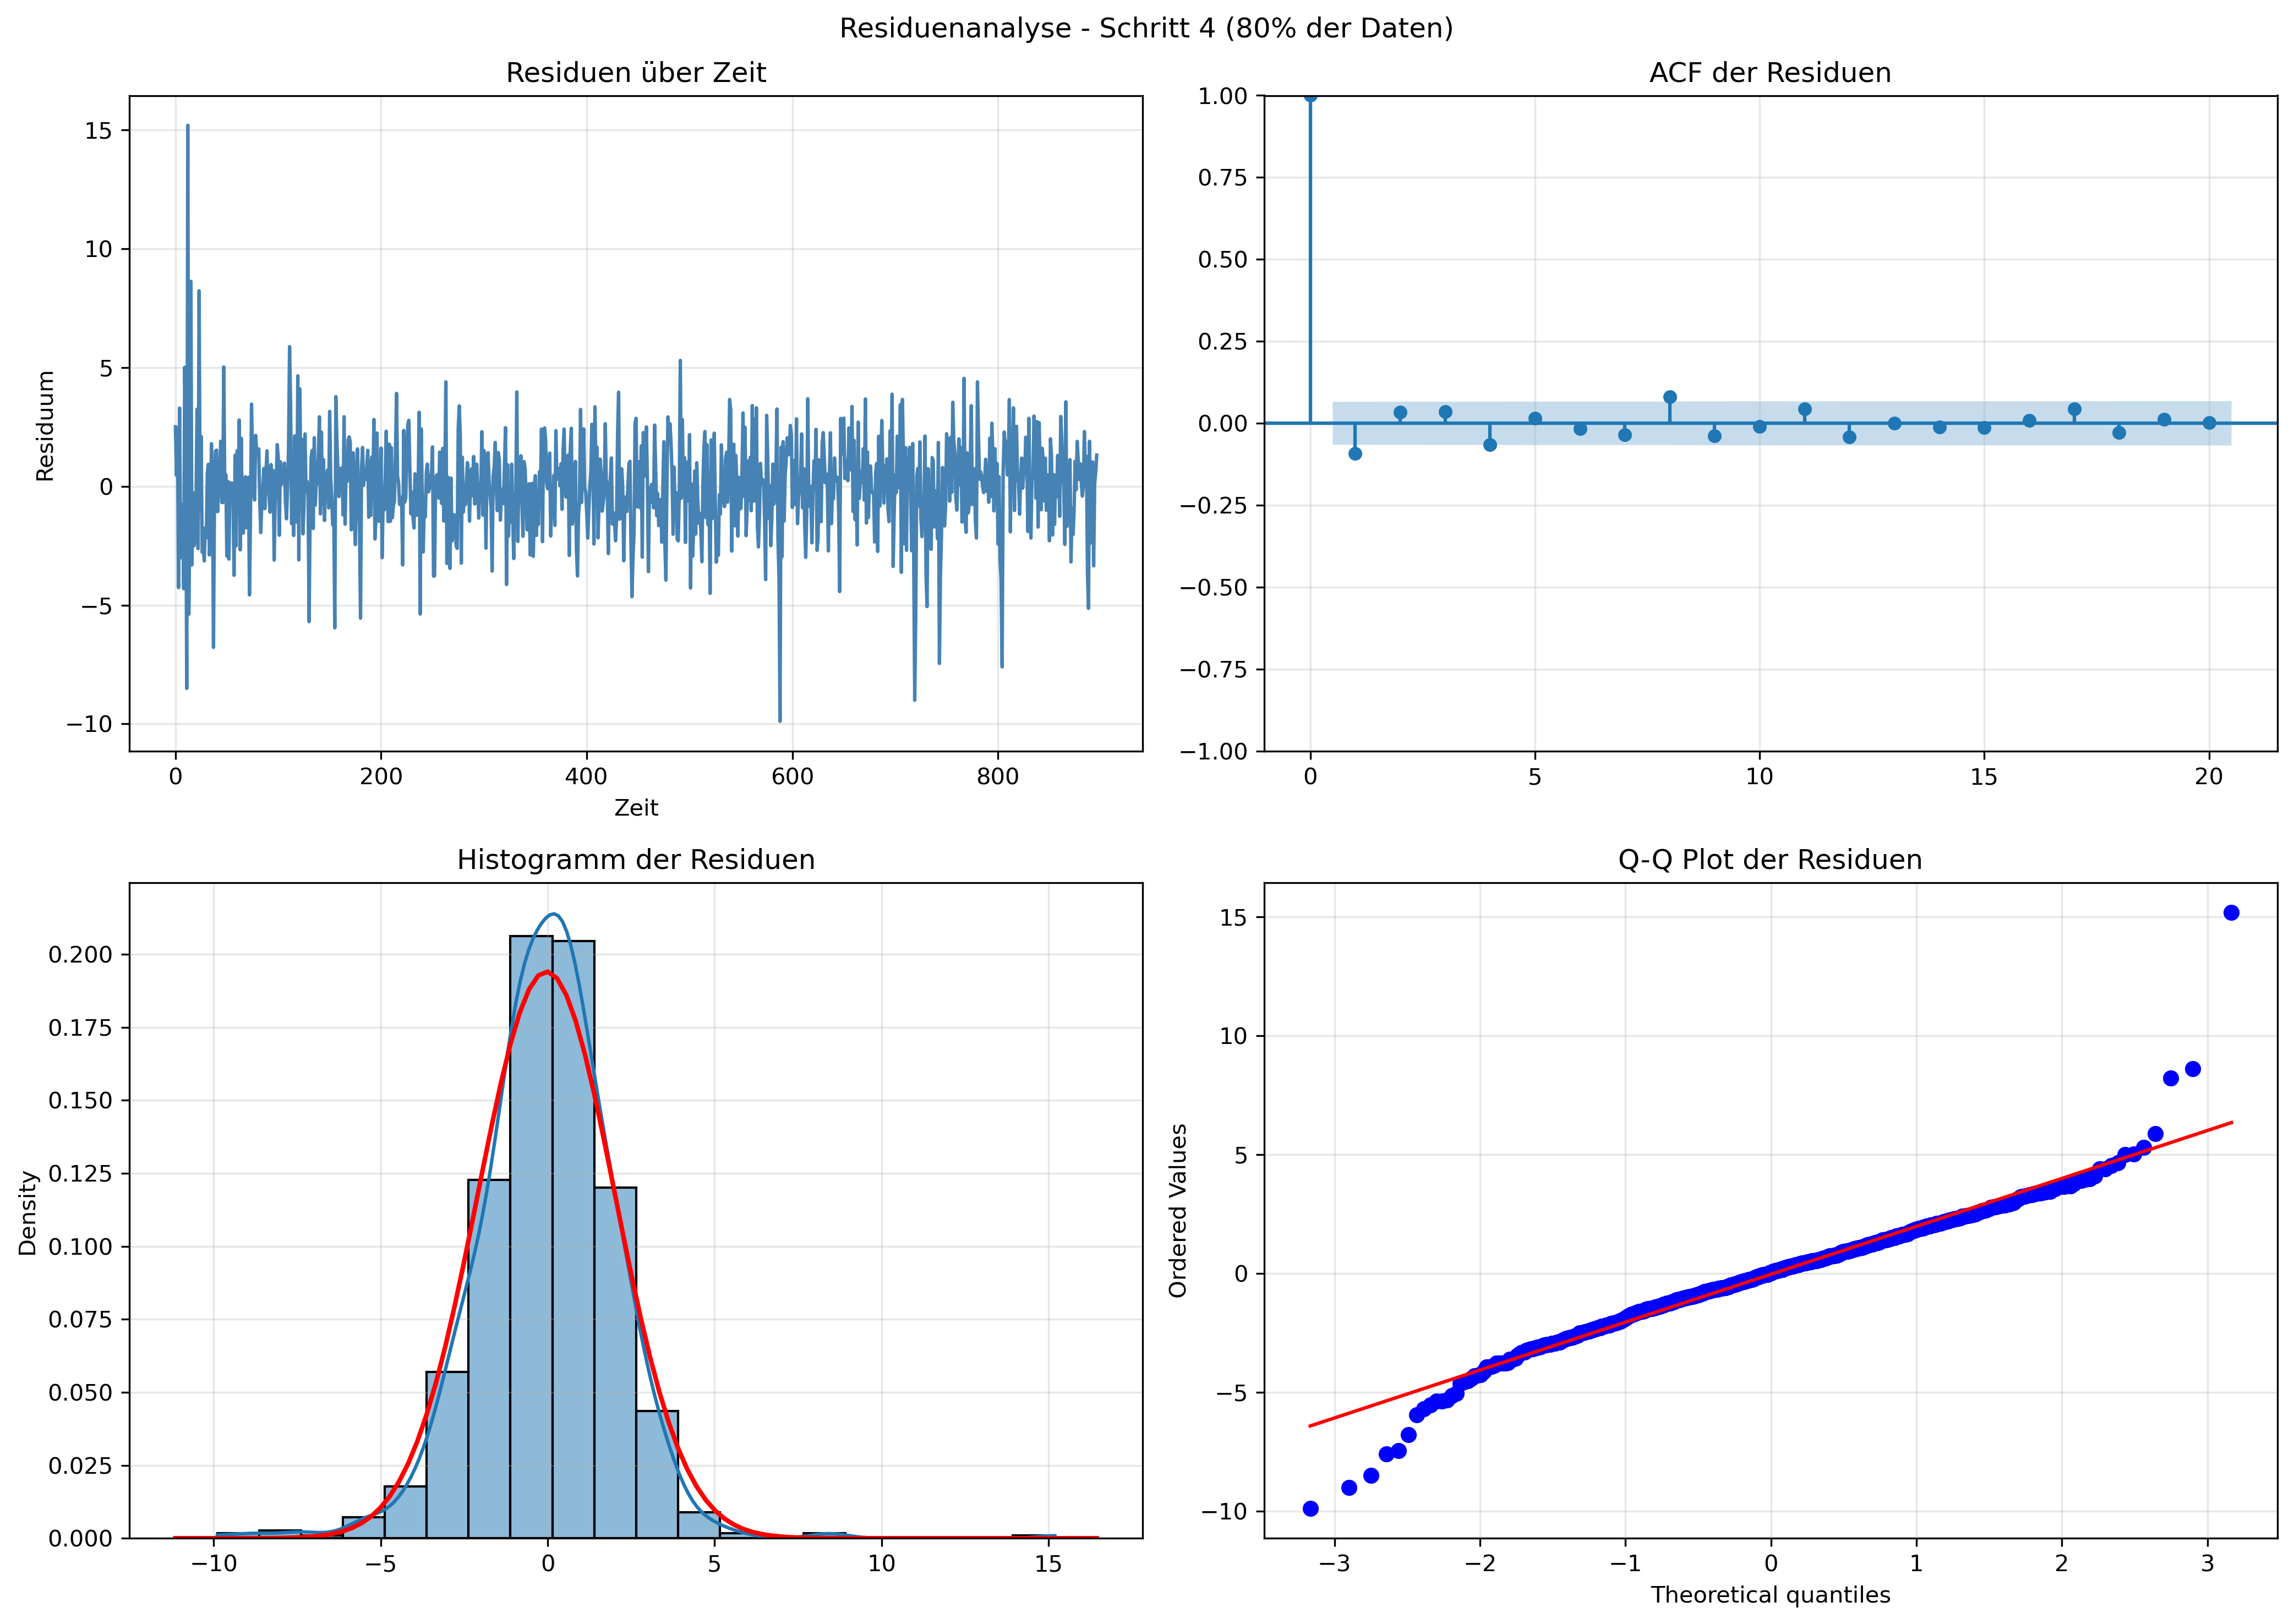 Residuenanalyse - Schritt 4 (80% der Daten)
Residuen über Zeit
15
10
5
0
−5
−10
Residuum
0 200 400 600 800
Zeit
ACF der Residuen
1.00
0.75
0.50
0.25
0.00
−0.25
−0.50
−0.75
−1.00
0 5 10 15 20
Histogramm der Residuen
0.200
0.175
0.150
0.125
0.100
0.075
0.050
0.025
0.000
Density
−10 −5 0 5 10 15
Q-Q Plot der Residuen
15
10
5
0
−5
−10
Ordered Values
−3 −2 −1 0 1 2 3
Theoretical quantiles